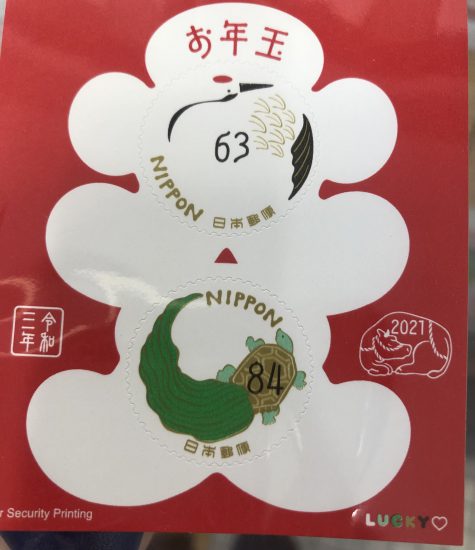 お年玉
63
NIPPON
日本郵便
NIPPON
84
日本郵便
令和
三年
2021
Security Printing
LUCKY♡